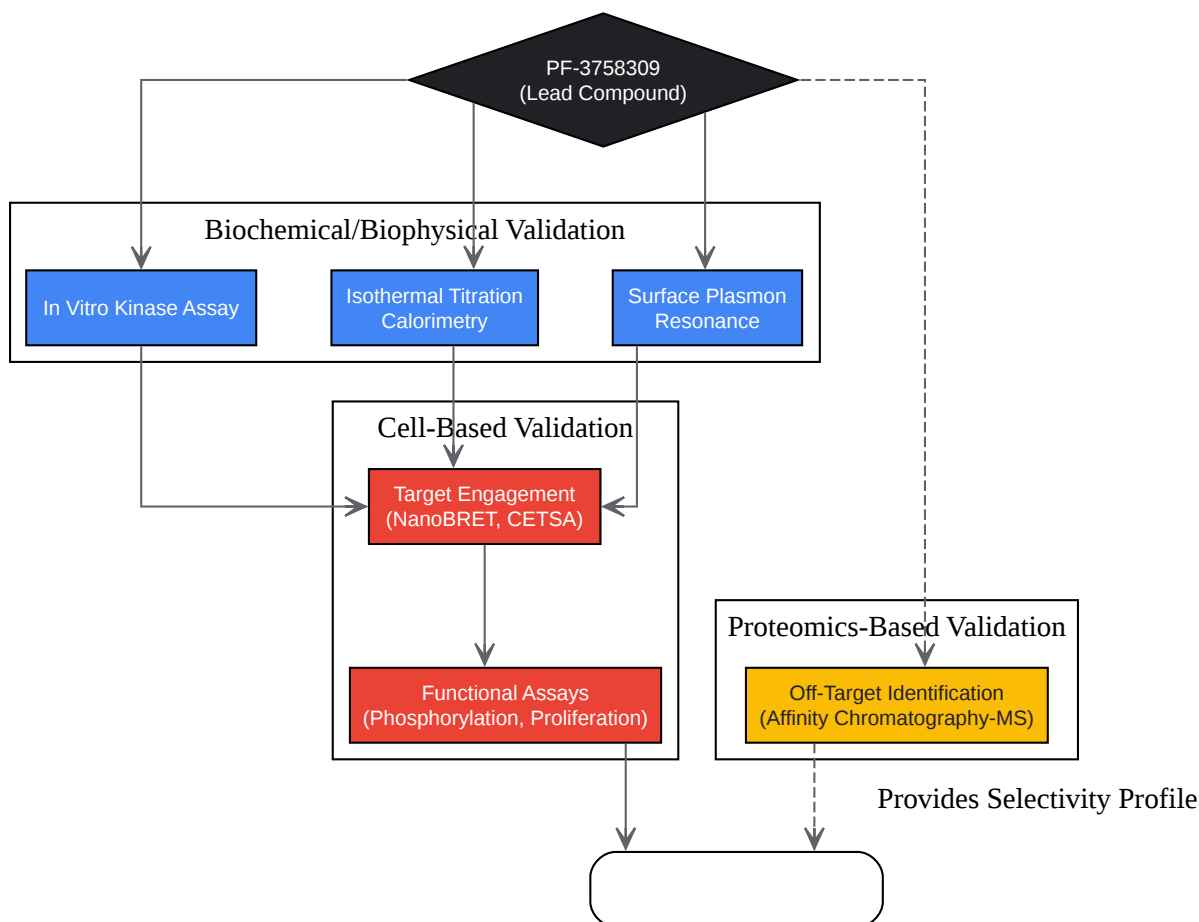 PF-3758309
(Lead Compound)
Biochemical/Biophysical Validation
In Vitro Kinase Assay
Isothermal Titration
Calorimetry
Surface Plasmon
Resonance
Cell-Based Validation
Target Engagement
(NanoBRET, CETSA)
Proteomics-Based Validation
Functional Assays
(Phosphorylation, Proliferation)
Off-Target Identification
(Affinity Chromatography-MS)
Provides Selectivity Profile